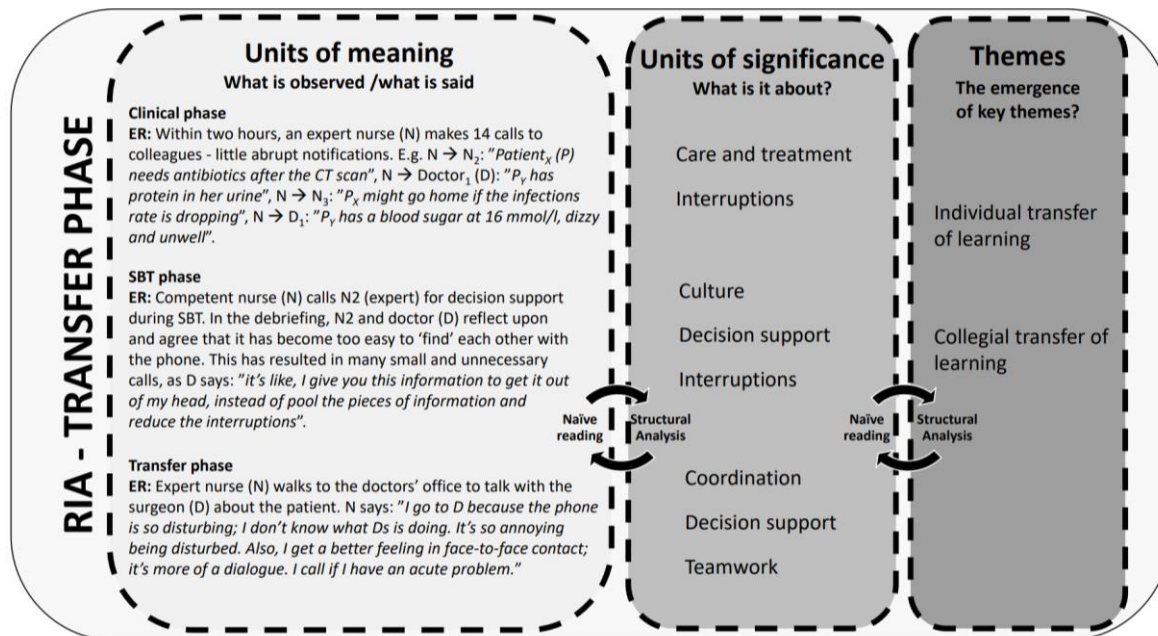 RIA - TRANSFER PHASE
Units of meaning
What is observed /what is said
Clinical phase
ER: Within two hours, an expert nurse (N) makes 14 calls to
colleagues - little abrupt notifications. E.g. N → N₂: "Patientₓ (P)
needs antibiotics after the CT scan", N → Doctor₁ (D): "Pᵧ has
protein in her urine", N → N₃: "Pₓ might go home if the infections
rate is dropping", N → D₁: "Pᵧ has a blood sugar at 16 mmol/l, dizzy
and unwell".
SBT phase
ER: Competent nurse (N) calls N2 (expert) for decision support
during SBT. In the debriefing, N2 and doctor (D) reflect upon
and agree that it has become too easy to 'find' each other with
the phone. This has resulted in many small and unnecessary
calls, as D says: "it's like, I give you this information to get it out
of my head, instead of pool the pieces of information and
reduce the interruptions".
Transfer phase
ER: Expert nurse (N) walks to the doctors' office to talk with the
surgeon (D) about the patient. N says: "I go to D because the phone
is so disturbing; I don't know what Ds is doing. It's so annoying
being disturbed. Also, I get a better feeling in face-to-face contact;
it's more of a dialogue. I call if I have an acute problem."
Naïve
reading
Structural
Analysis
Units of significance
What is it about?
Care and treatment
Interruptions
Culture
Decision support
Interruptions
Coordination
Decision support
Teamwork
Naïve
reading
Structural
Analysis
Themes
The emergence
of key themes?
Individual transfer
of learning
Collegial transfer of
learning